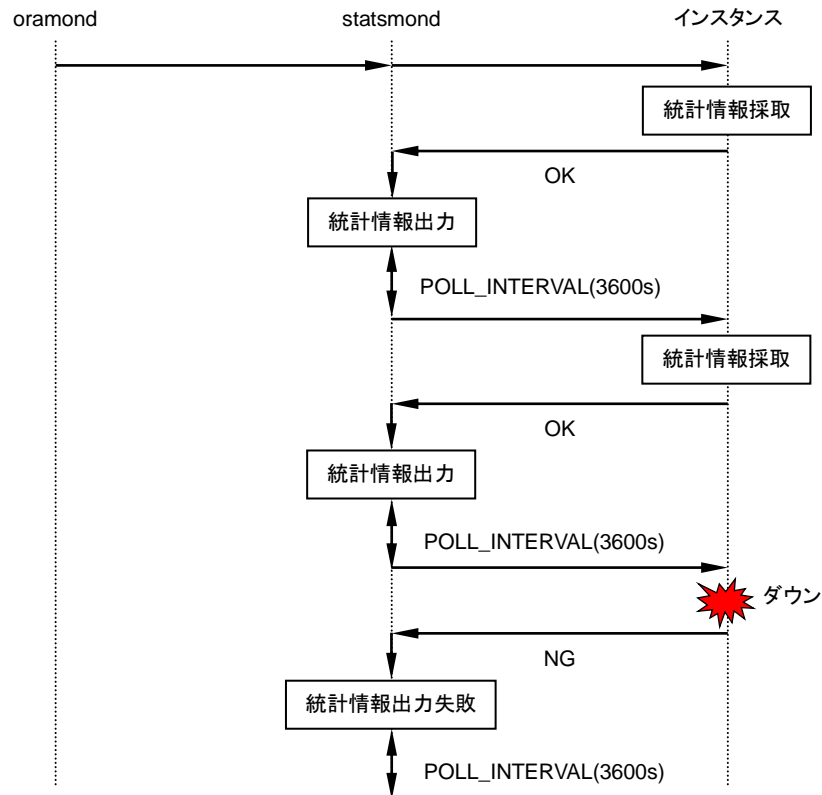 oramond
statsmond
インスタンス
統計情報採取
OK
統計情報出力
POLL_INTERVAL(3600s)
統計情報採取
OK
統計情報出力
POLL_INTERVAL(3600s)
ダウン
NG
統計情報出力失敗
POLL_INTERVAL(3600s)